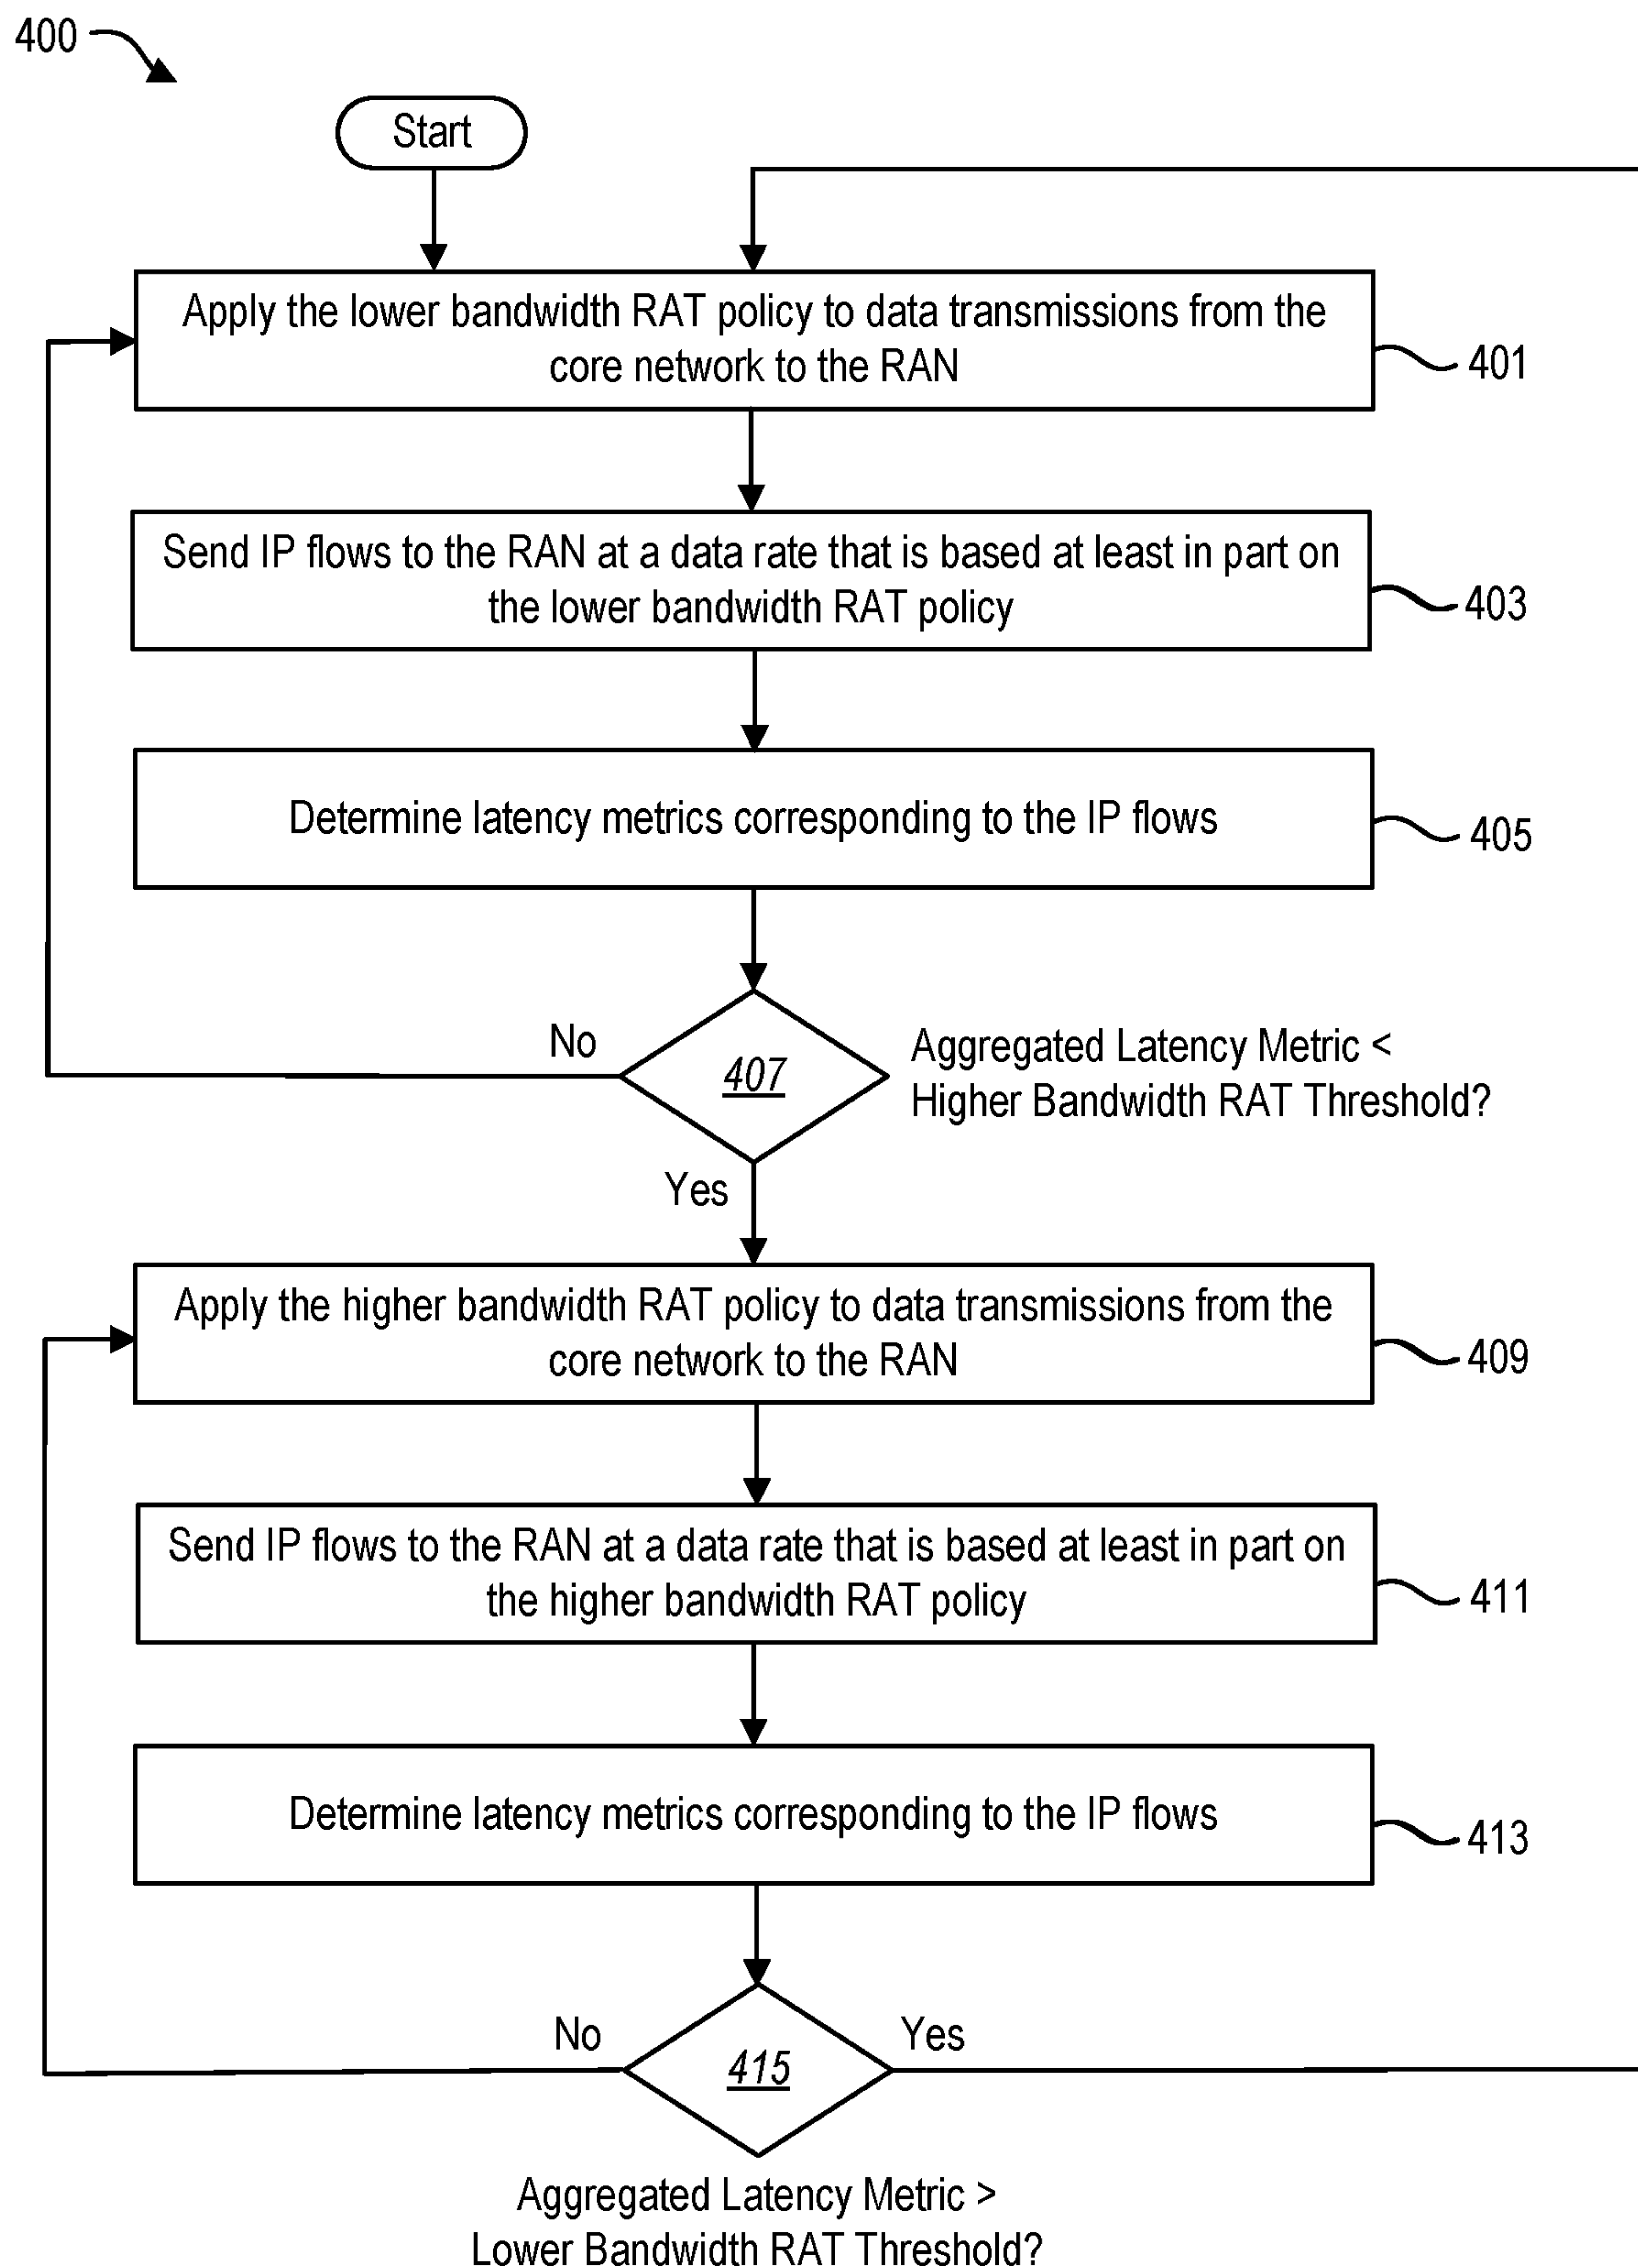 400
Start
Apply the lower bandwidth RAT policy to data transmissions from the
core network to the RAN
401
Send IP flows to the RAN at a data rate that is based at least in part on
the lower bandwidth RAT policy
403
Determine latency metrics corresponding to the IP flows
405
No
407
Aggregated Latency Metric <
Higher Bandwidth RAT Threshold?
Yes
Apply the higher bandwidth RAT policy to data transmissions from the
core network to the RAN
409
Send IP flows to the RAN at a data rate that is based at least in part on
the higher bandwidth RAT policy
411
Determine latency metrics corresponding to the IP flows
413
No
415
Yes
Aggregated Latency Metric >
Lower Bandwidth RAT Threshold?